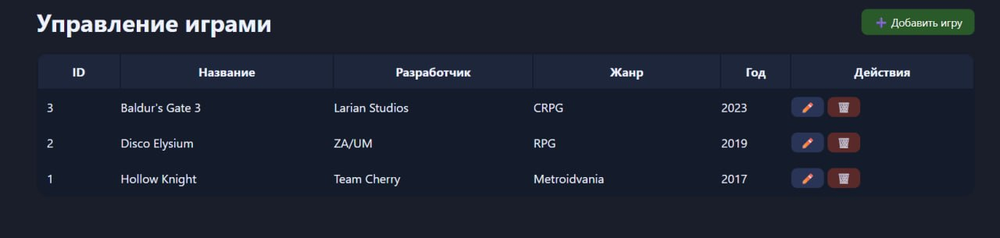 Управление играми
Добавить игру
ID Название Разработчик Жанр Год Действия
3 Baldur's Gate 3 Larian Studios CRPG 2023
2 Disco Elysium ZA/UM RPG 2019
1 Hollow Knight Team Cherry Metroidvania 2017